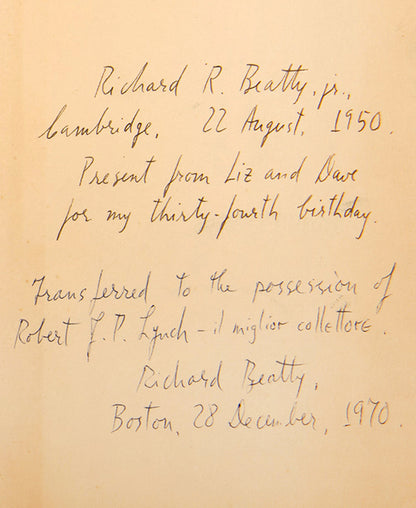 Richard R. Beatty, jr.,
Cambridge, 22 August, 1950.
Present from Liz and Dave
for my thirty-fourth birthday.
Transferred to the possession of
Robert J. P. Lynch – il miglior collettore.
Richard Beatty,
Boston, 28 December, 1970.